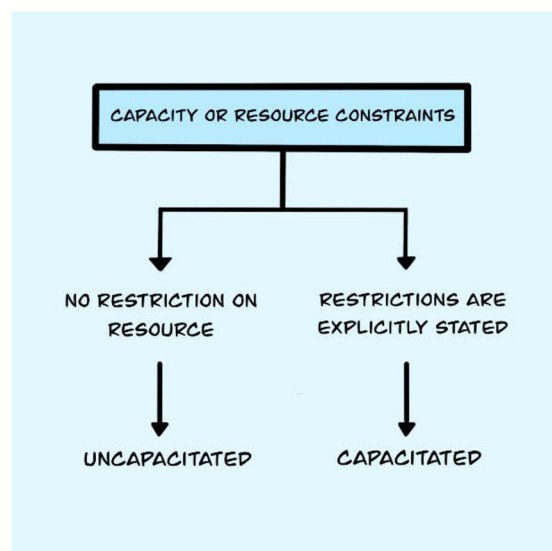 CAPACITY OR RESOURCE CONSTRAINTS
NO RESTRICTION ON
RESOURCE
RESTRICTIONS ARE
EXPLICITLY STATED
UNCAPACITATED
CAPACITATED